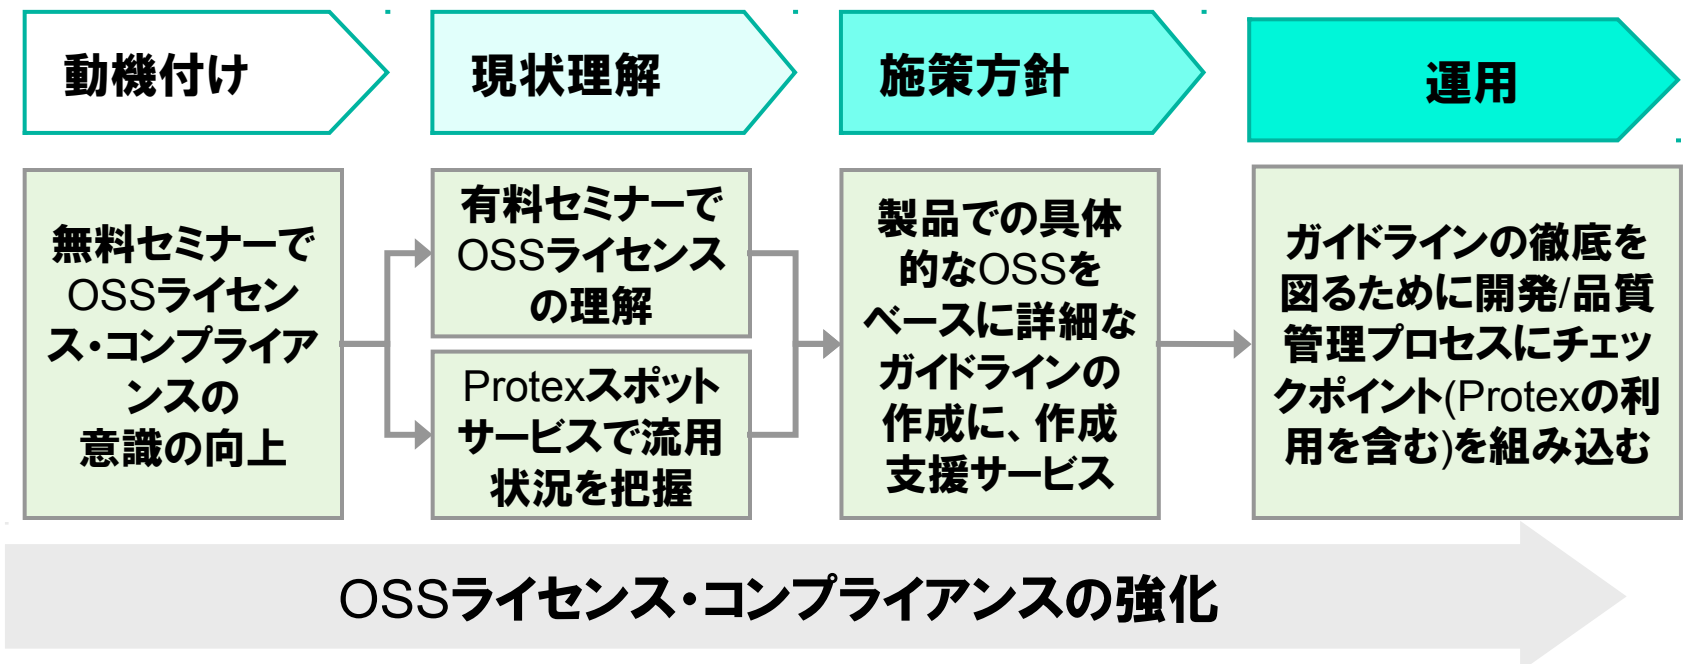 動機付け
現状理解
施策方針
運用
無料セミナーで
OSSライセン
ス・コンプライア
ンスの
意識の向上
有料セミナーで
OSSライセンス
の理解
Protexスポット
サービスで流用
状況を把握
製品での具体
的なOSSを
ベースに詳細な
ガイドラインの
作成に、作成
支援サービス
ガイドラインの徹底を
図るために開発/品質
管理プロセスにチェッ
クポイント(Protexの利
用を含む)を組み込む
OSSライセンス・コンプライアンスの強化